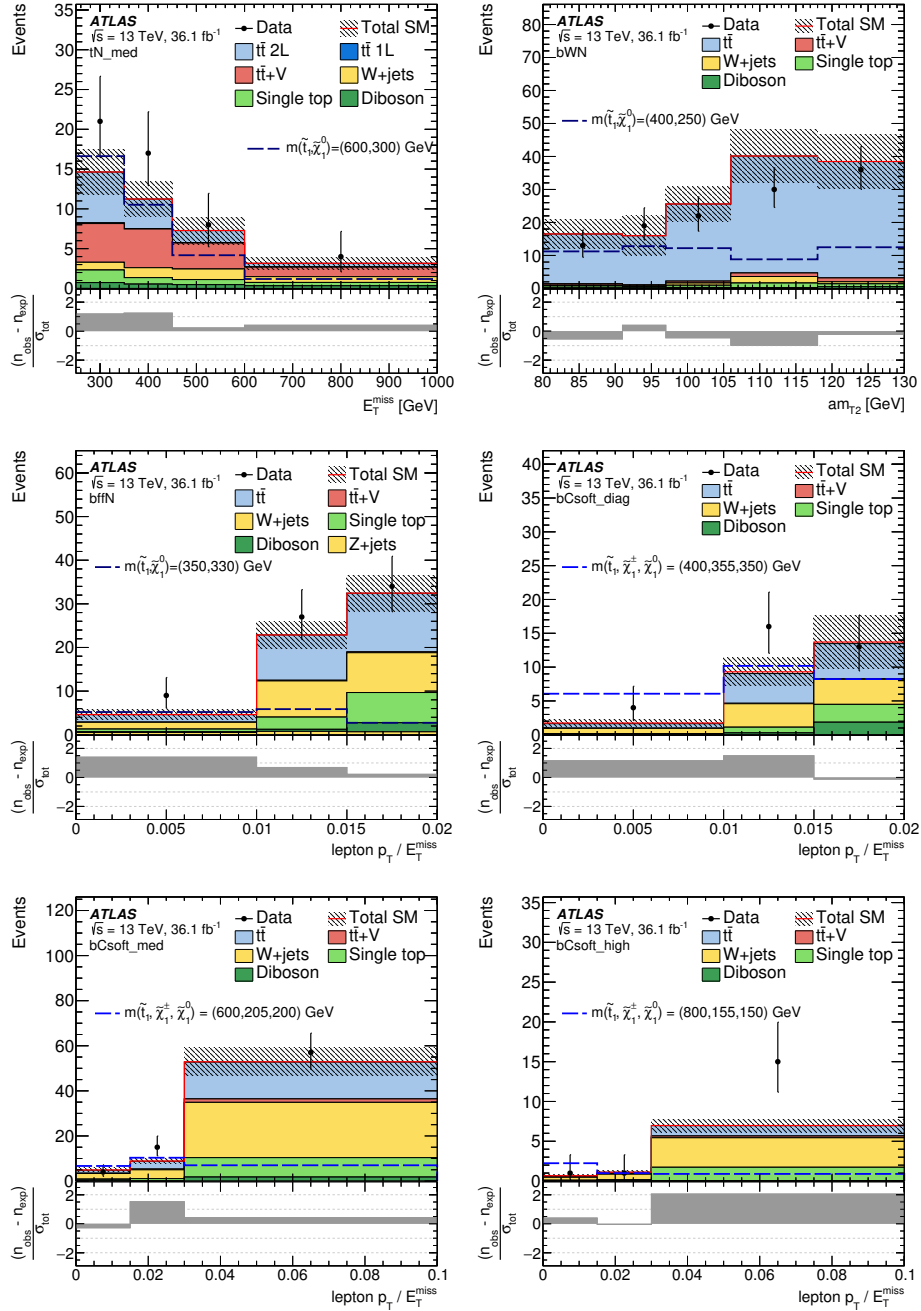 Events
ATLAS
√s = 13 TeV, 36.1 fb⁻¹
tN_med
Data
Total SM
tt̄ 2L
tt̄ 1L
tt̄+V
W+jets
Single top
Diboson
m(t̃₁,χ̃₁⁰)=(600,300) GeV
35
30
25
20
15
10
5
0
(n_obs - n_exp)
σ_tot
2
0
−2
300 400 500 600 700 800 900 1000
E_T^miss [GeV]
Events
ATLAS
√s = 13 TeV, 36.1 fb⁻¹
bWN
Data
Total SM
tt̄
tt̄+V
W+jets
Single top
Diboson
m(t̃₁,χ̃₁⁰)=(400,250) GeV
80
70
60
50
40
30
20
10
0
(n_obs - n_exp)
σ_tot
2
0
−2
80 85 90 95 100 105 110 115 120 125 130
am_T2 [GeV]
Events
ATLAS
√s = 13 TeV, 36.1 fb⁻¹
bffN
Data
Total SM
tt̄
tt̄+V
W+jets
Single top
Diboson
Z+jets
m(t̃₁,χ̃₁⁰)=(350,330) GeV
60
50
40
30
20
10
0
(n_obs - n_exp)
σ_tot
2
0
−2
0 0.005 0.01 0.015 0.02
lepton p_T / E_T^miss
Events
ATLAS
√s = 13 TeV, 36.1 fb⁻¹
bCsoft_diag
Data
Total SM
tt̄
tt̄+V
W+jets
Single top
Diboson
m(t̃₁, χ̃₁^±, χ̃₁⁰) = (400,355,350) GeV
40
35
30
25
20
15
10
5
0
(n_obs - n_exp)
σ_tot
2
0
−2
0 0.005 0.01 0.015 0.02
lepton p_T / E_T^miss
Events
ATLAS
√s = 13 TeV, 36.1 fb⁻¹
bCsoft_med
Data
Total SM
tt̄
tt̄+V
W+jets
Single top
Diboson
m(t̃₁, χ̃₁^±, χ̃₁⁰) = (600,205,200) GeV
120
100
80
60
40
20
0
(n_obs - n_exp)
σ_tot
2
0
−2
0 0.02 0.04 0.06 0.08 0.1
lepton p_T / E_T^miss
Events
ATLAS
√s = 13 TeV, 36.1 fb⁻¹
bCsoft_high
Data
Total SM
tt̄
tt̄+V
W+jets
Single top
Diboson
m(t̃₁, χ̃₁^±, χ̃₁⁰) = (800,155,150) GeV
35
30
25
20
15
10
5
0
(n_obs - n_exp)
σ_tot
2
0
−2
0 0.02 0.04 0.06 0.08 0.1
lepton p_T / E_T^miss